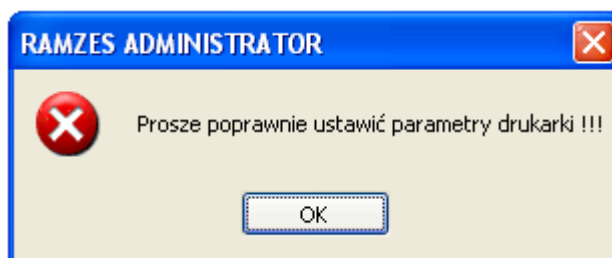 RAMZES ADMINISTRATOR
Prosze poprawnie ustawić parametry drukarki !!!
OK